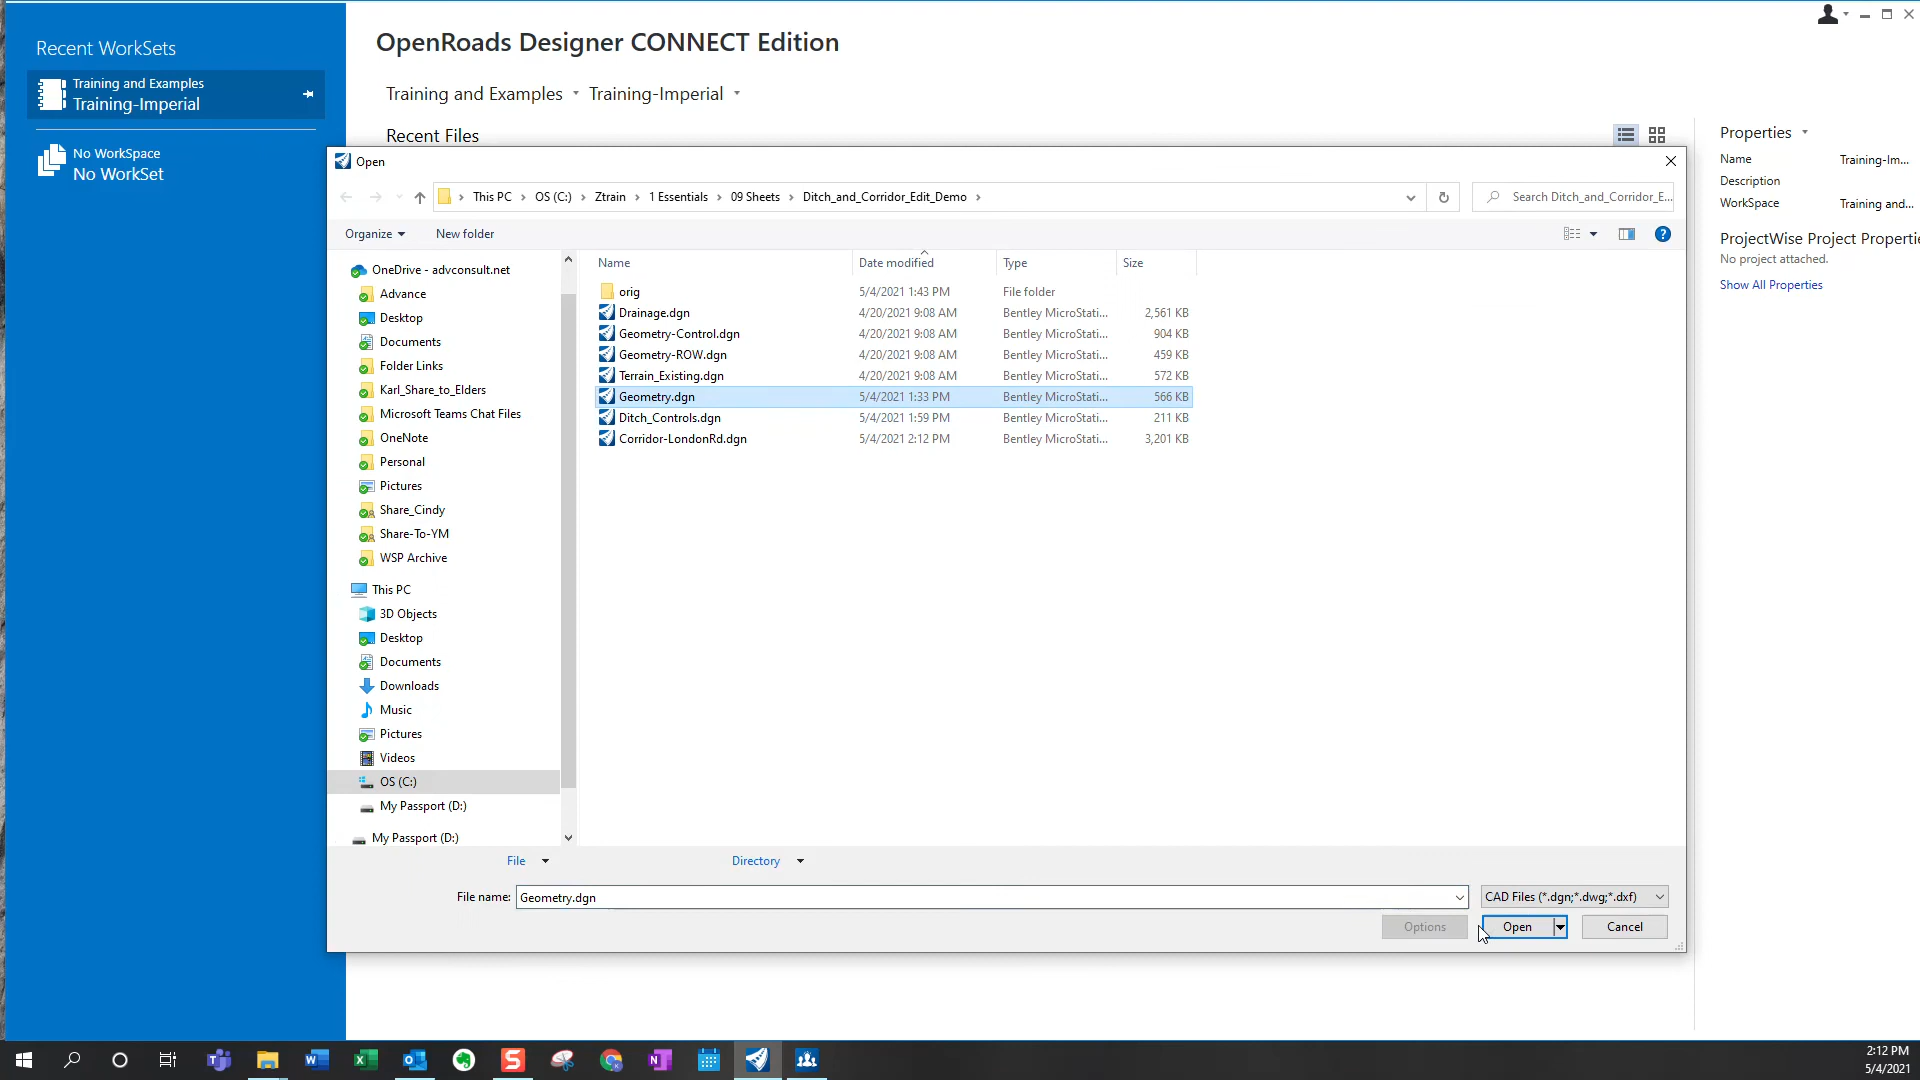 Recent WorkSets
Training and Examples
Training-Imperial
No WorkSpace
No WorkSet
OpenRoads Designer CONNECT Edition
Training and Examples Training-Imperial
Recent Files
Properties
Name Training-Im...
Description
WorkSpace Training and...
ProjectWise Project Propertie
No project attached.
Show All Properties
Open
This PC > OS (C:) > Ztrain > 1 Essentials > 09 Sheets > Ditch_and_Corridor_Edit_Demo >
Search Ditch_and_Corridor_E...
Organize New folder
Name Date modified Type Size
orig 5/4/2021 1:43 PM File folder
Drainage.dgn 4/20/2021 9:08 AM Bentley MicroStati... 2,561 KB
Geometry-Control.dgn 4/20/2021 9:08 AM Bentley MicroStati... 904 KB
Geometry-ROW.dgn 4/20/2021 9:08 AM Bentley MicroStati... 459 KB
Terrain_Existing.dgn 4/20/2021 9:08 AM Bentley MicroStati... 572 KB
Geometry.dgn 5/4/2021 1:33 PM Bentley MicroStati... 566 KB
Ditch_Controls.dgn 5/4/2021 1:59 PM Bentley MicroStati... 211 KB
Corridor-LondonRd.dgn 5/4/2021 2:12 PM Bentley MicroStati... 3,201 KB
OneDrive - advconsult.net
Advance
Desktop
Documents
Folder Links
Karl_Share_to_Elders
Microsoft Teams Chat Files
OneNote
Personal
Pictures
Share_Cindy
Share-To-YM
WSP Archive
This PC
3D Objects
Desktop
Documents
Downloads
Music
Pictures
Videos
OS (C:)
My Passport (D:)
My Passport (D:)
File Directory
File name: Geometry.dgn CAD Files (*.dgn;*.dwg;*.dxf)
Options Open Cancel
2:12 PM
5/4/2021